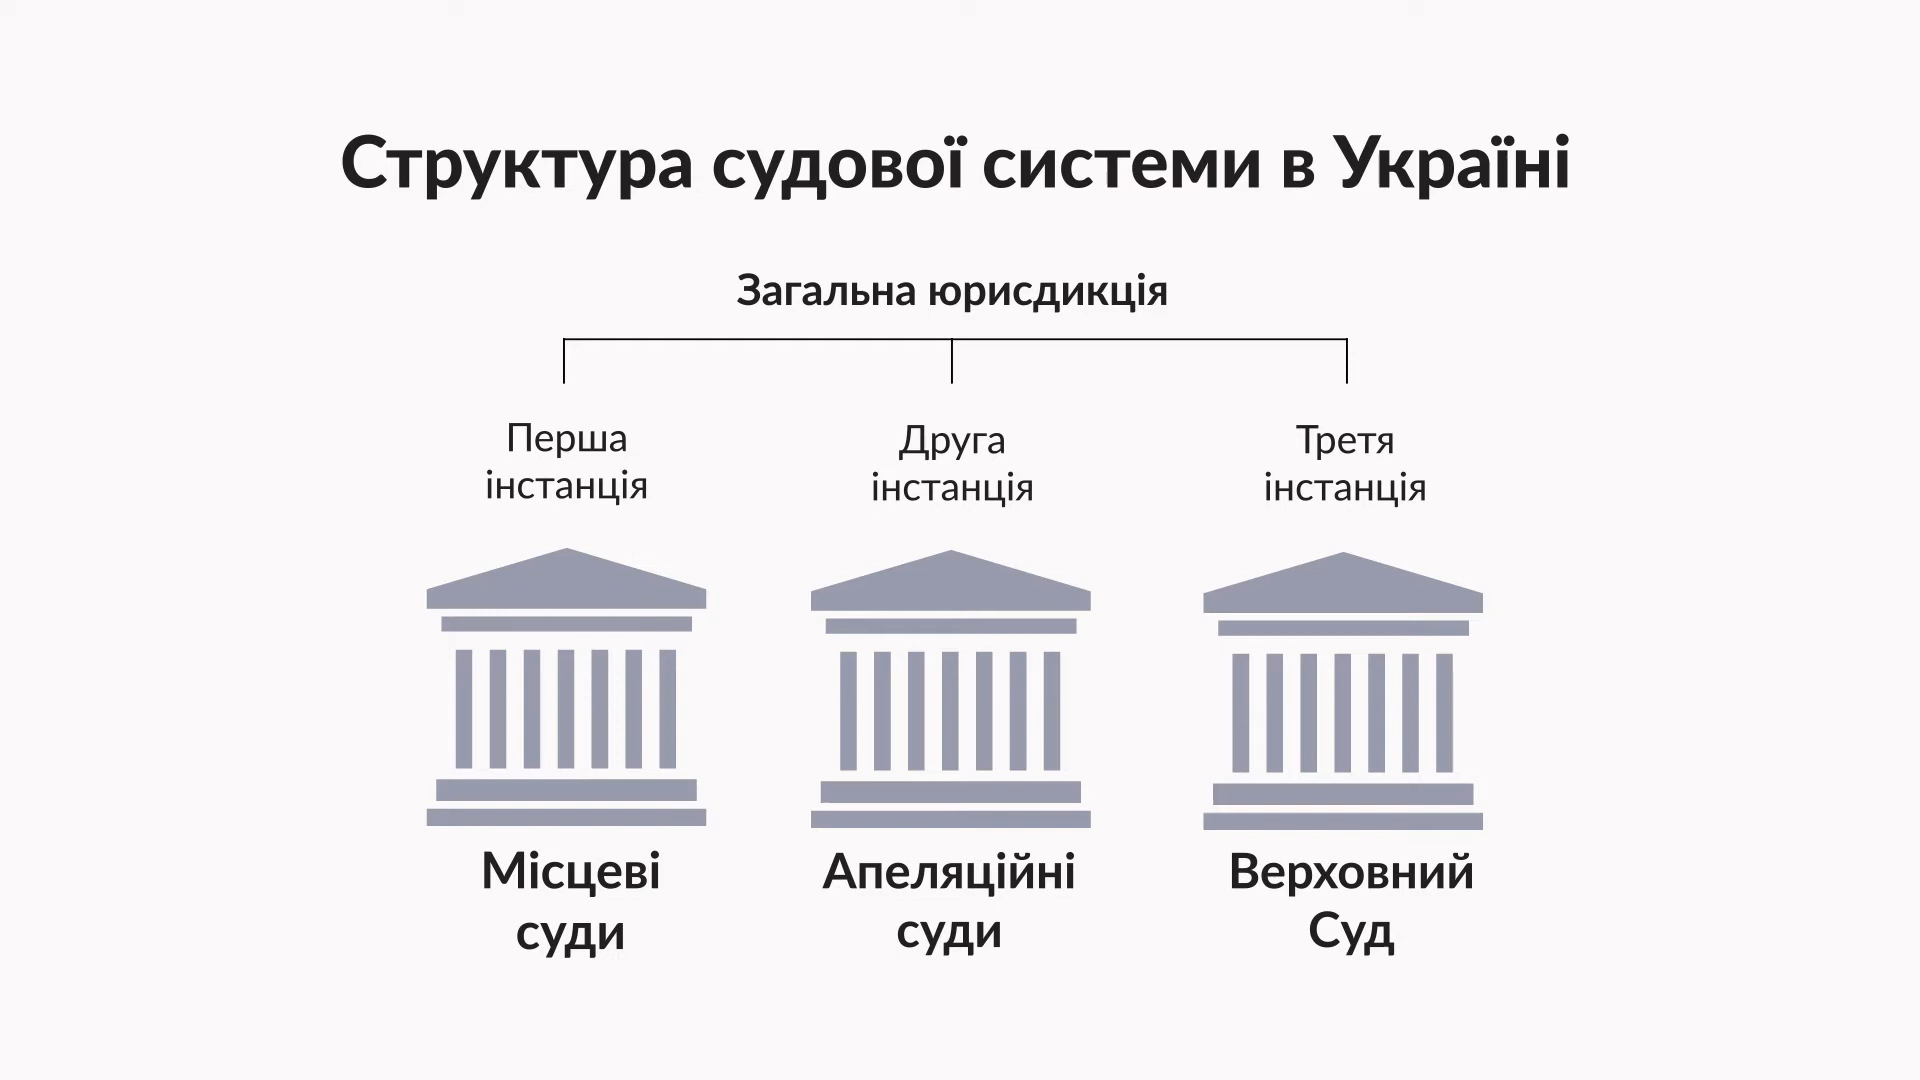 Структура судової системи в Україні
Загальна юрисдикція
Перша
інстанція
Друга
інстанція
Третя
інстанція
Місцеві
суди
Апеляційні
суди
Верховний
Суд